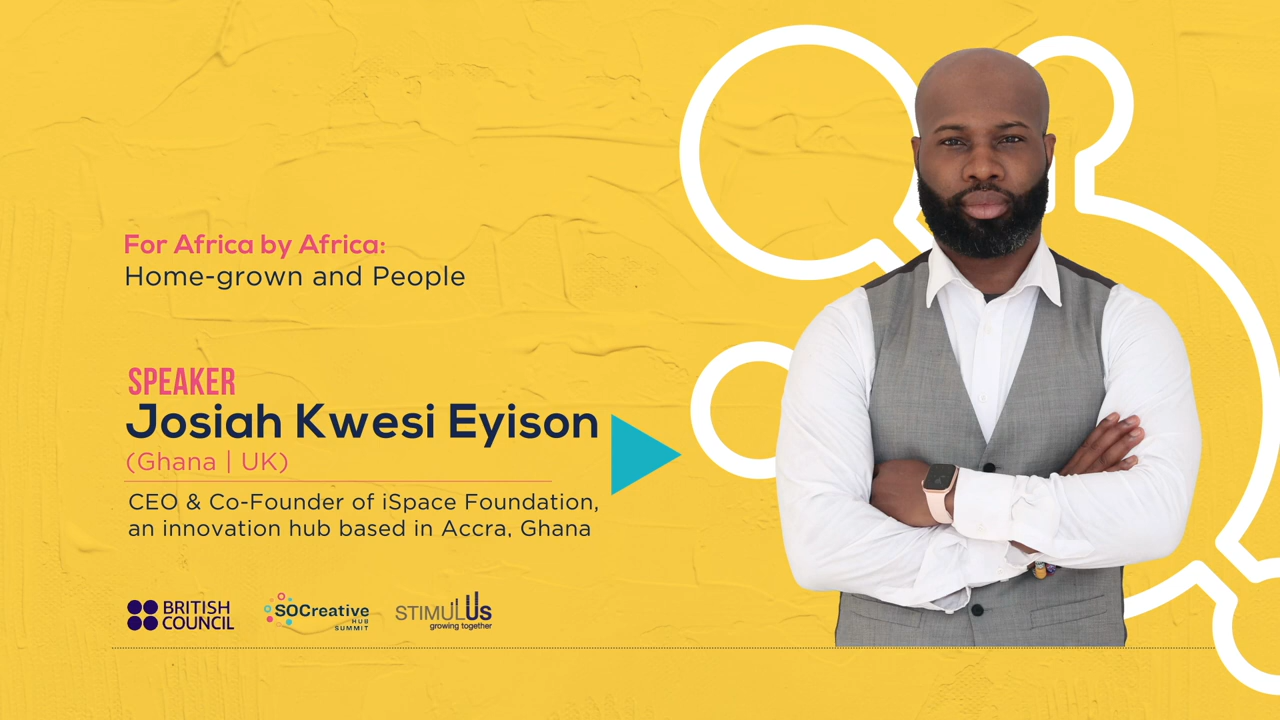 For Africa by Africa:
Home-grown and People
SPEAKER
Josiah Kwesi Eyison
(Ghana | UK)
CEO & Co-Founder of iSpace Foundation,
an innovation hub based in Accra, Ghana
BRITISH
COUNCIL
SOCreative
HUB
SUMMIT
STIMULUS
growing together